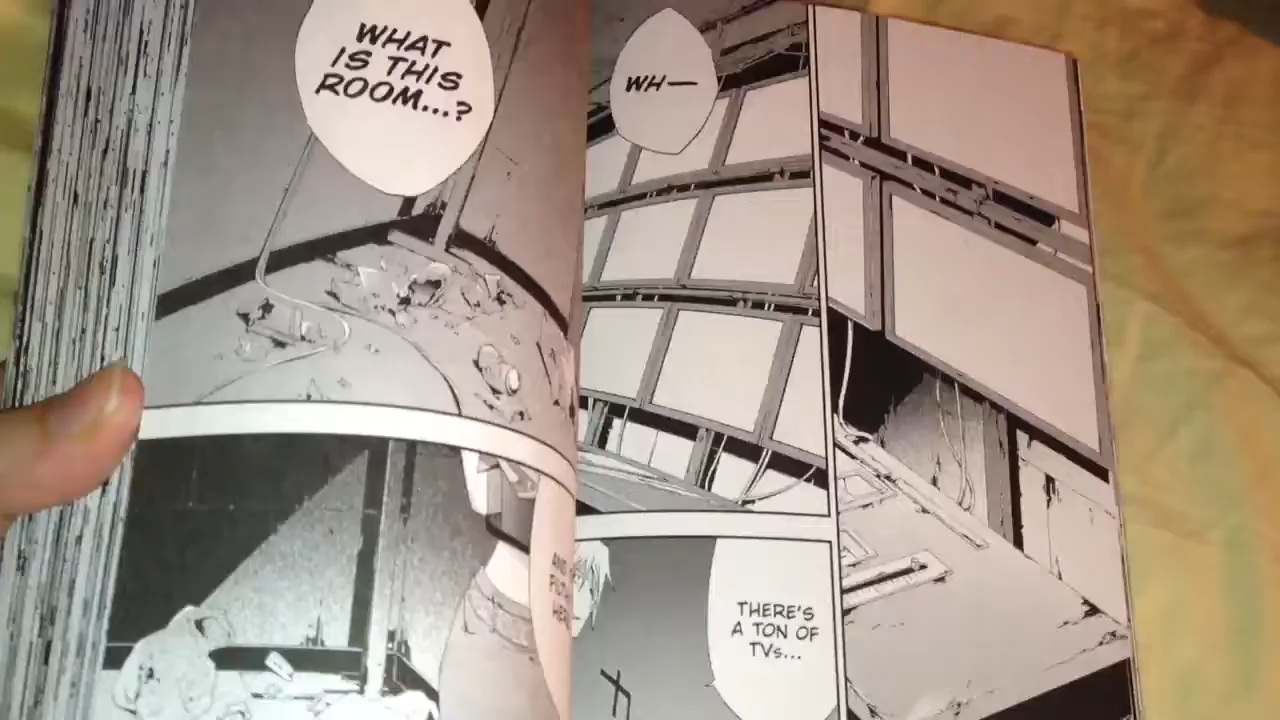 WHAT
IS THIS
ROOM...?
WH—
THERE'S
A TON OF
TVs...